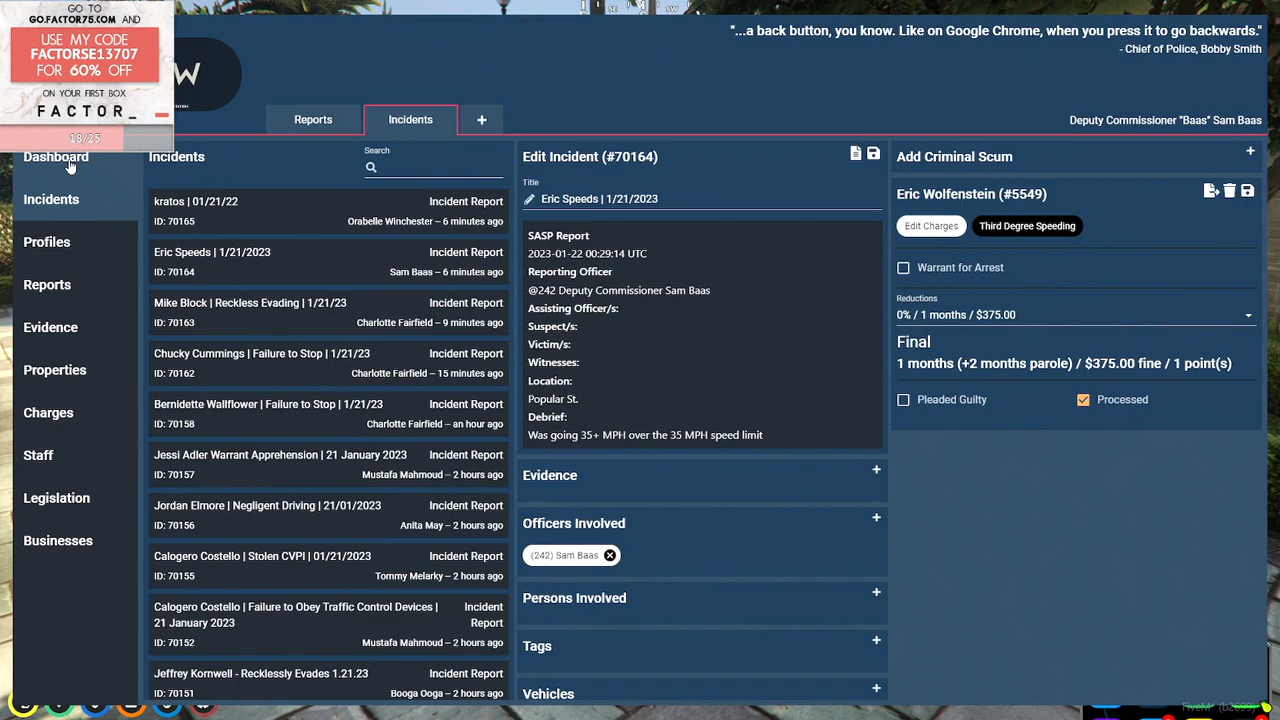 GO TO
GO.FACTOR75.COM AND
USE MY CODE
FACTORSE13707
FOR 60% OFF
ON YOUR FIRST BOX
FACTOR_
18/25
SE
SW
W
"...a back button, you know. Like on Google Chrome, when you press it to go backwards."
- Chief of Police, Bobby Smith
Reports
Incidents
+
Deputy Commissioner "Baas" Sam Baas
Dashboard
Incidents
Profiles
Reports
Evidence
Properties
Charges
Staff
Legislation
Businesses
Incidents
Search
kratos | 01/21/22
Incident Report
ID: 70165
Orabelle Winchester – 6 minutes ago
Eric Speeds | 1/21/2023
Incident Report
ID: 70164
Sam Baas – 6 minutes ago
Mike Block | Reckless Evading | 1/21/23
Incident Report
ID: 70163
Charlotte Fairfield – 9 minutes ago
Chucky Cummings | Failure to Stop | 1/21/23
Incident Report
ID: 70162
Charlotte Fairfield – 15 minutes ago
Bernidette Wallflower | Failure to Stop | 1/21/23
Incident Report
ID: 70158
Charlotte Fairfield – an hour ago
Jessi Adler Warrant Apprehension | 21 January 2023
Incident Report
ID: 70157
Mustafa Mahmoud – 2 hours ago
Jordan Elmore | Negligent Driving | 21/01/2023
Incident Report
ID: 70156
Anita May – 2 hours ago
Calogero Costello | Stolen CVPI | 01/21/2023
Incident Report
ID: 70155
Tommy Melarky – 2 hours ago
Calogero Costello | Failure to Obey Traffic Control Devices |
21 January 2023
Incident
Report
ID: 70152
Mustafa Mahmoud – 2 hours ago
Jeffrey Kornwell - Recklessly Evades 1.21.23
Incident Report
ID: 70151
Booga Ooga – 2 hours ago
Edit Incident (#70164)
Title
Eric Speeds | 1/21/2023
SASP Report
2023-01-22 00:29:14 UTC
Reporting Officer
@242 Deputy Commissioner Sam Baas
Assisting Officer/s:
Suspect/s:
Victim/s:
Witnesses:
Location:
Popular St.
Debrief:
Was going 35+ MPH over the 35 MPH speed limit
Evidence
+
Officers Involved
+
(242) Sam Baas
Persons Involved
+
Tags
+
Vehicles
+
Add Criminal Scum
+
Eric Wolfenstein (#5549)
Edit Charges
Third Degree Speeding
Warrant for Arrest
Reductions
0% / 1 months / $375.00
Final
1 months (+2 months parole) / $375.00 fine / 1 point(s)
Pleaded Guilty
Processed
FiveM* (b2699)